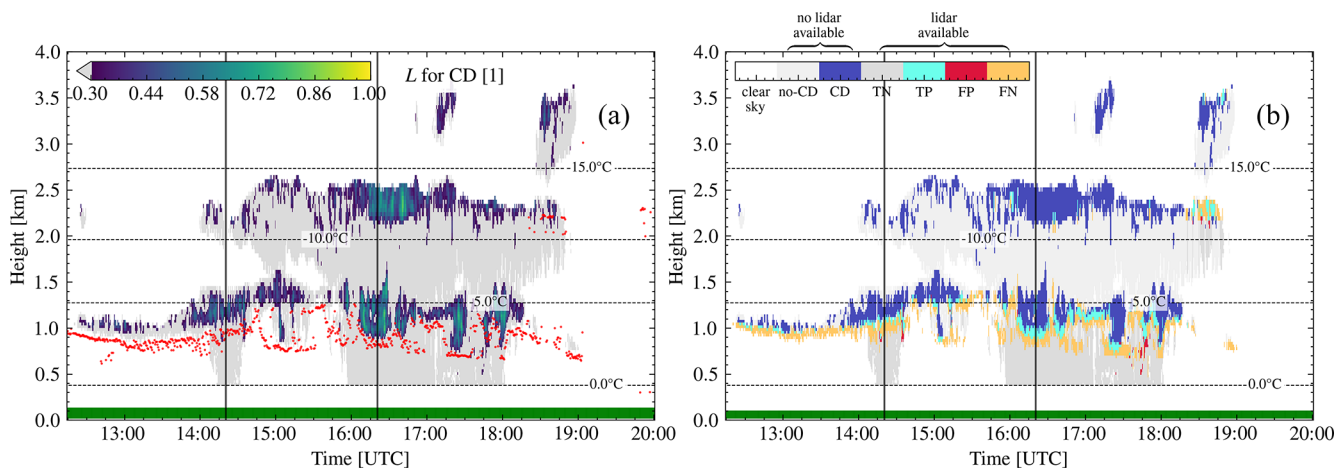 no lidar available
lidar available
4.0
3.5
3.0
2.5
2.0
1.5
1.0
0.5
0.0
Height [km]
0.30 0.44 0.58 0.72 0.86 1.00
L for CD [1]
(a)
15.0°C
10.0°C
5.0°C
0.0°C
13:00 14:00 15:00 16:00 17:00 18:00 19:00 20:00
Time [UTC]
4.0
3.5
3.0
2.5
2.0
1.5
1.0
0.5
0.0
Height [km]
clear sky
no-CD CD TN TP FP FN
(b)
15.0°C
10.0°C
5.0°C
0.0°C
13:00 14:00 15:00 16:00 17:00 18:00 19:00 20:00
Time [UTC]